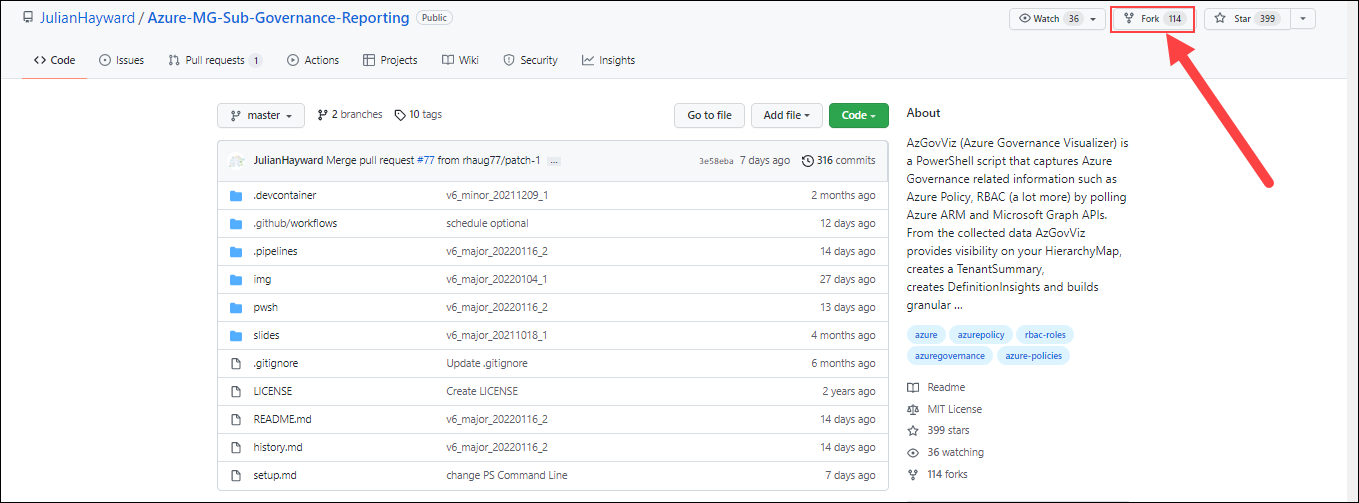 JulianHayward / Azure-MG-Sub-Governance-Reporting Public
Watch 36 Fork 114 Star 399
Code Issues Pull requests 1 Actions Projects Wiki Security Insights
master 2 branches 10 tags Go to file Add file Code
JulianHayward Merge pull request #77 from rhaug77/patch-1 ... 3e58eba 7 days ago 316 commits
.devcontainer v6_minor_20211209_1 2 months ago
.github/workflows schedule optional 12 days ago
.pipelines v6_major_20220116_2 14 days ago
img v6_major_20220104_1 27 days ago
pwsh v6_major_20220116_2 13 days ago
slides v6_major_20211018_1 4 months ago
.gitignore Update .gitignore 6 months ago
LICENSE Create LICENSE 2 years ago
README.md v6_major_20220116_2 14 days ago
history.md v6_major_20220116_2 14 days ago
setup.md change PS Command Line 7 days ago
About
AzGovViz (Azure Governance Visualizer) is
a PowerShell script that captures Azure
Governance related information such as
Azure Policy, RBAC (a lot more) by polling
Azure ARM and Microsoft Graph APIs.
From the collected data AzGovViz
provides visibility on your HierarchyMap,
creates a TenantSummary,
creates DefinitionInsights and builds
granular ...
azure azurepolicy rbac-roles
azuregovernance azure-policies
Readme
MIT License
399 stars
36 watching
114 forks